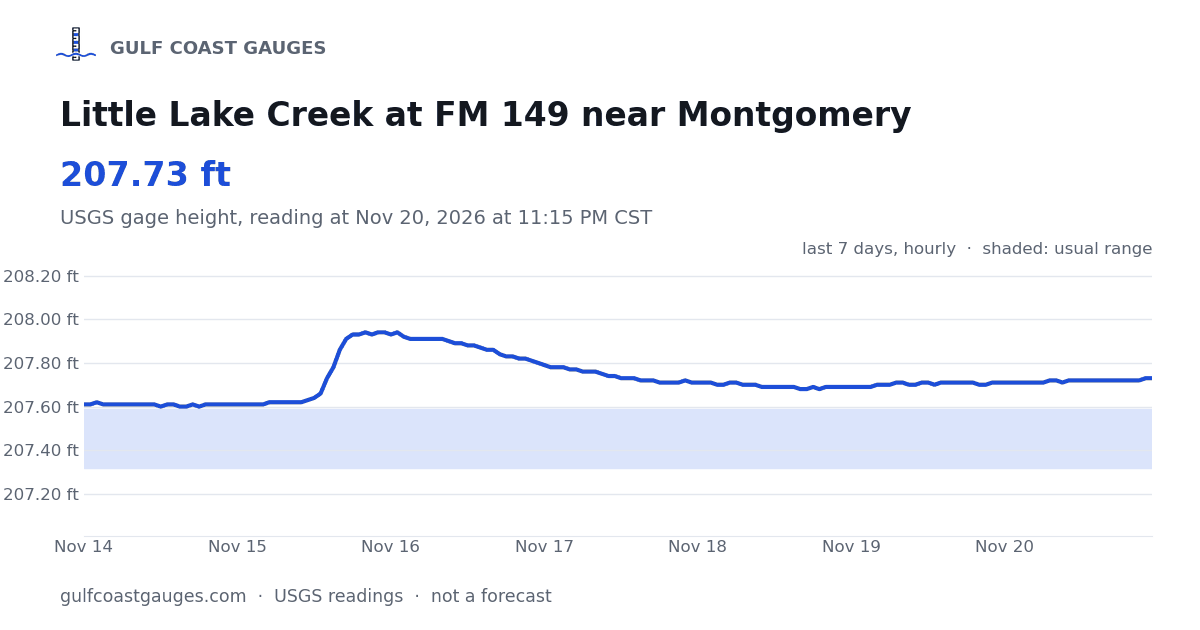 GULF COAST GAUGES
Little Lake Creek at FM 149 near Montgomery
207.73 ft
USGS gage height, reading at Nov 20, 2026 at 11:15 PM CST
last 7 days, hourly · shaded: usual range
208.20 ft
208.00 ft
207.80 ft
207.60 ft
207.40 ft
207.20 ft
Nov 14 Nov 15 Nov 16 Nov 17 Nov 18 Nov 19 Nov 20
gulfcoastgauges.com · USGS readings · not a forecast